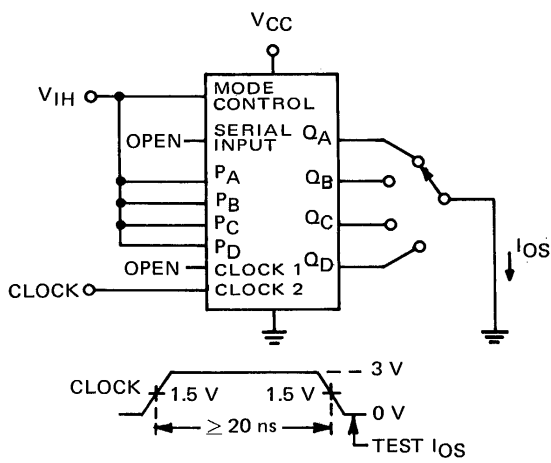 VCC
VIH
MODE
CONTROL
OPEN
SERIAL
INPUT
QA
PA
QB
PB
PC
QC
PD
QD
OPEN
CLOCK 1
CLOCK
CLOCK 2
IOS
CLOCK
1.5 V
1.5 V
3 V
0 V
≥ 20 ns
TEST IOS